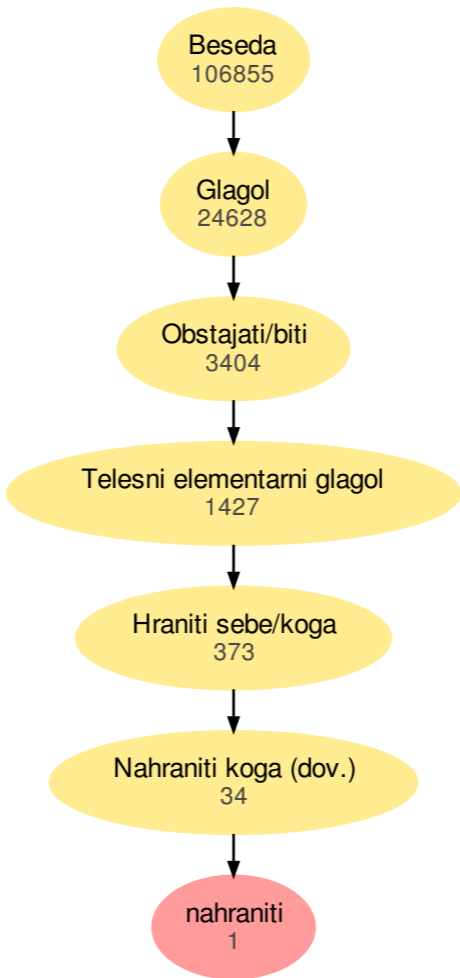 Beseda
106855
Glagol
24628
Obstajati/biti
3404
Telesni elementarni glagol
1427
Hraniti sebe/koga
373
Nahraniti koga (dov.)
34
nahraniti
1